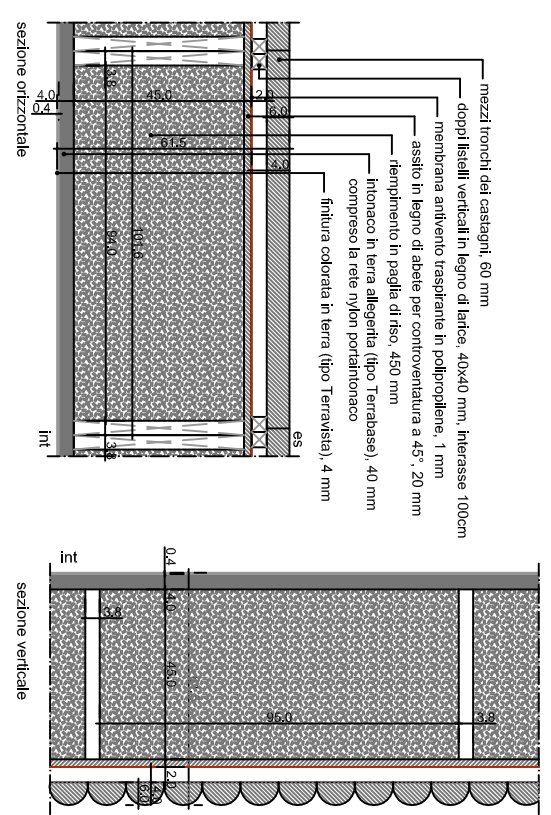 mezzi tronchi dei castagni, 60 mm
doppi listelli verticali in legno di larice, 40x40 mm, interasse 100cm
membrana antivento traspirante in polipropilene, 1 mm
assito in legno di abete per controventatura a 45°, 20 mm
riempimento in paglia di riso, 450 mm
intonaco in terra allegerita (tipo Terrabase), 40 mm
compreso la rete nylon portaintonaco
finitura colorata in terra (tipo Terravista), 4 mm
es
int
3.8
4.0
0.4
45.0
2.0
6.0
61.5
4.0
101.6
94.0
3.8
sezione orizzontale
int
0.4
4.0
3.8
45.0
95.0
3.8
2.0
4.0
6.0
sezione verticale